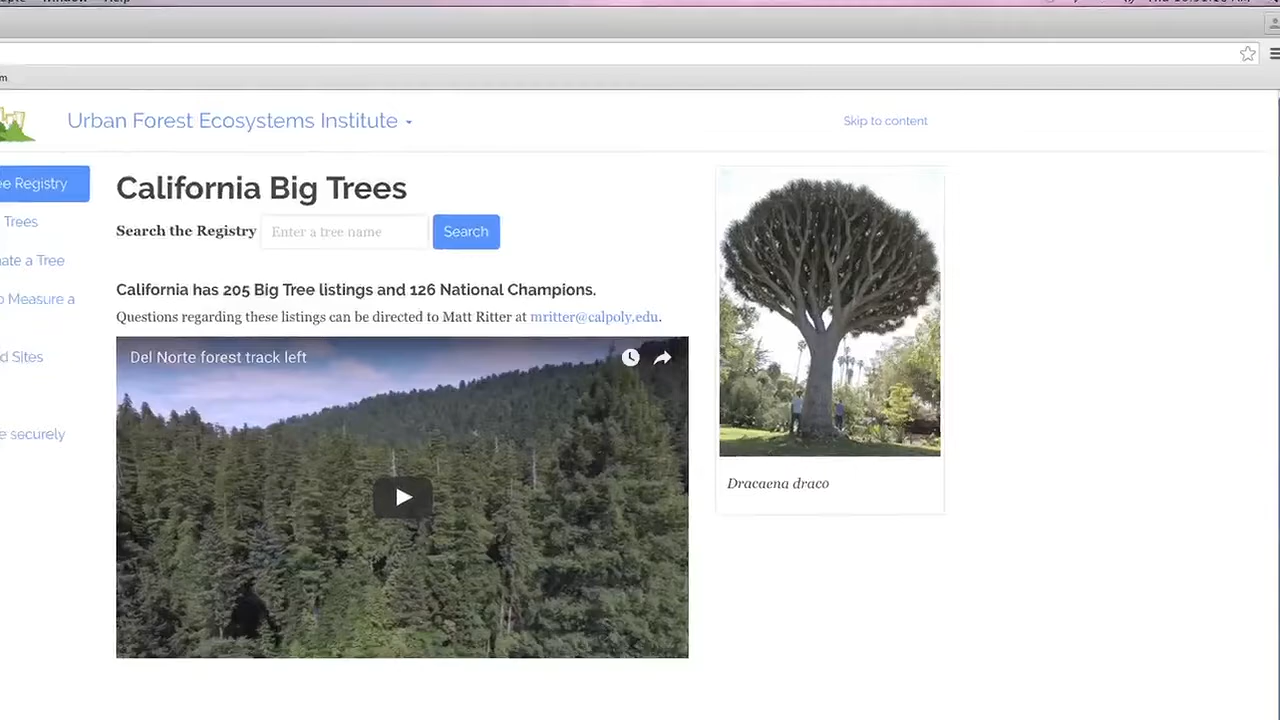 Urban Forest Ecosystems Institute
Skip to content
ee Registry
California Big Trees
Trees
Search the Registry Enter a tree name Search
ate a Tree
California has 205 Big Tree listings and 126 National Champions.
o Measure a
Questions regarding these listings can be directed to Matt Ritter at mritter@calpoly.edu.
d Sites
Del Norte forest track left
e securely
Dracaena draco